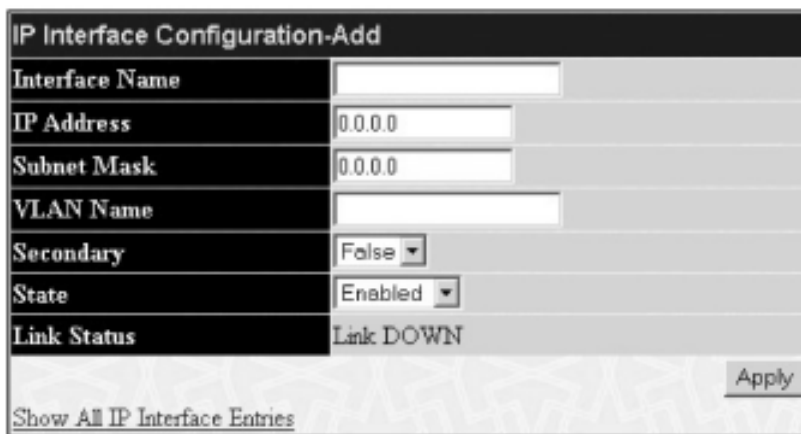 IP Interface Configuration-Add
Interface Name
IP Address 0.0.0.0
Subnet Mask 0.0.0.0
VLAN Name
Secondary False
State Enabled
Link Status Link DOWN
Apply
Show All IP Interface Entries